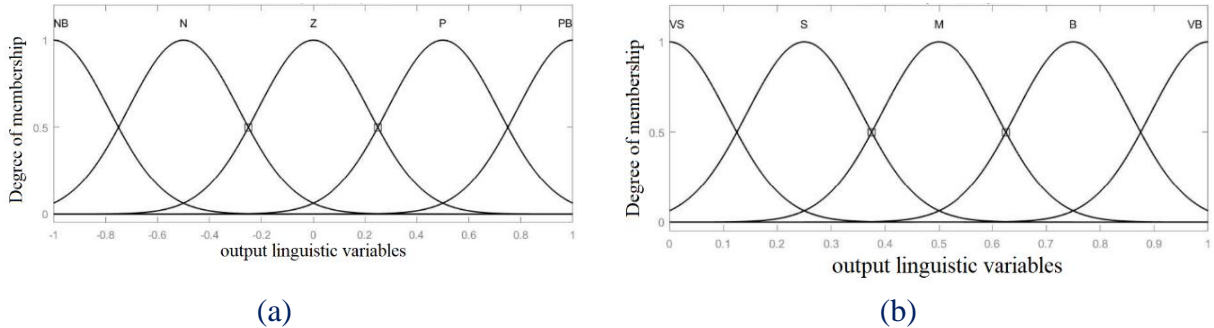 NB N Z P PB
Degree of membership
1
0.5
0
-1 -0.8 -0.6 -0.4 -0.2 0 0.2 0.4 0.6 0.8 1
output linguistic variables
(a)
VS S M B VB
Degree of membership
1
0.5
0
0 0.1 0.2 0.3 0.4 0.5 0.6 0.7 0.8 0.9 1
output linguistic variables
(b)